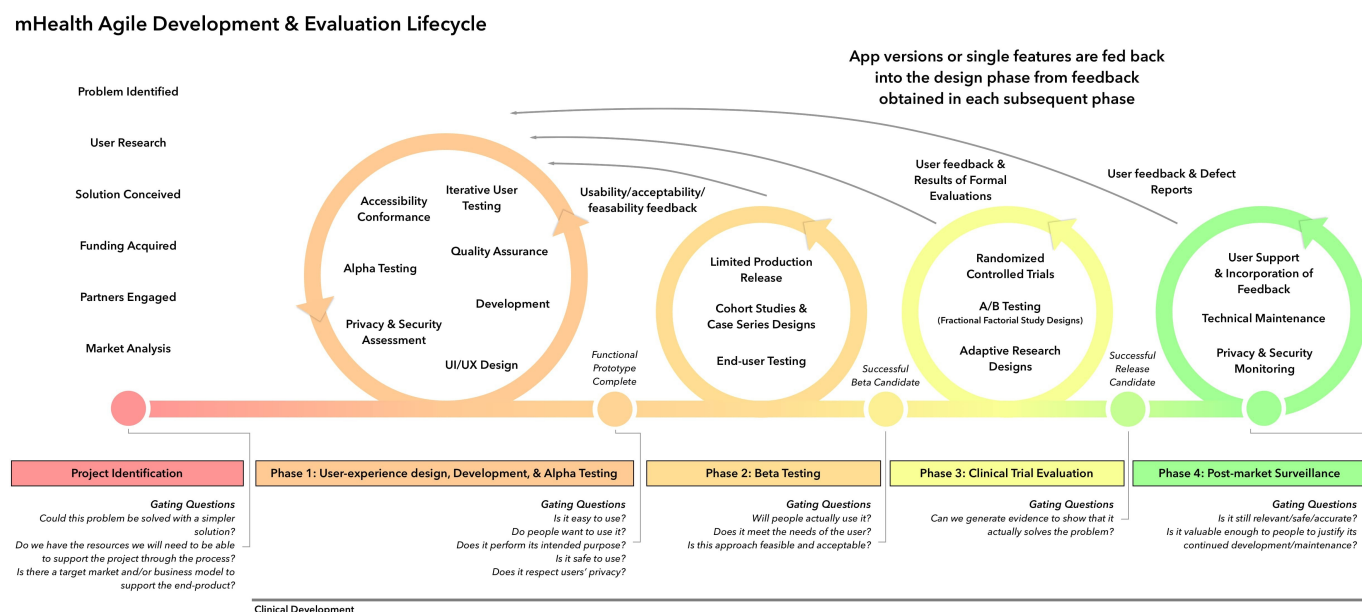 mHealth Agile Development & Evaluation Lifecycle
App versions or single features are fed back
into the design phase from feedback
obtained in each subsequent phase
Problem Identified
User Research
Solution Conceived
Funding Acquired
Partners Engaged
Market Analysis
Accessibility
Conformance
Iterative User
Testing
Quality Assurance
Alpha Testing
Development
Privacy & Security
Assessment
UI/UX Design
Usability/acceptability/
feasability feedback
Functional
Prototype
Complete
Limited Production
Release
Cohort Studies &
Case Series Designs
End-user Testing
Successful
Beta Candidate
User feedback &
Results of Formal
Evaluations
Randomized
Controlled Trials
A/B Testing
(Fractional Factorial Study Designs)
Adaptive Research
Designs
Successful
Release
Candidate
User feedback & Defect
Reports
User Support
& Incorporation of
Feedback
Technical Maintenance
Privacy & Security
Monitoring
Project Identification
Gating Questions
Could this problem be solved with a simpler
solution?
Do we have the resources we will need to be able
to support the project through the process?
Is there a target market and/or business model to
support the end-product?
Phase 1: User-experience design, Development, & Alpha Testing
Gating Questions
Is it easy to use?
Do people want to use it?
Does it perform its intended purpose?
Is it safe to use?
Does it respect users' privacy?
Phase 2: Beta Testing
Gating Questions
Will people actually use it?
Does it meet the needs of the user?
Is this approach feasible and acceptable?
Phase 3: Clinical Trial Evaluation
Gating Questions
Can we generate evidence to show that it
actually solves the problem?
Phase 4: Post-market Surveillance
Gating Questions
Is it still relevant/safe/accurate?
Is it valuable enough to people to justify its
continued development/maintenance?
Clinical Development